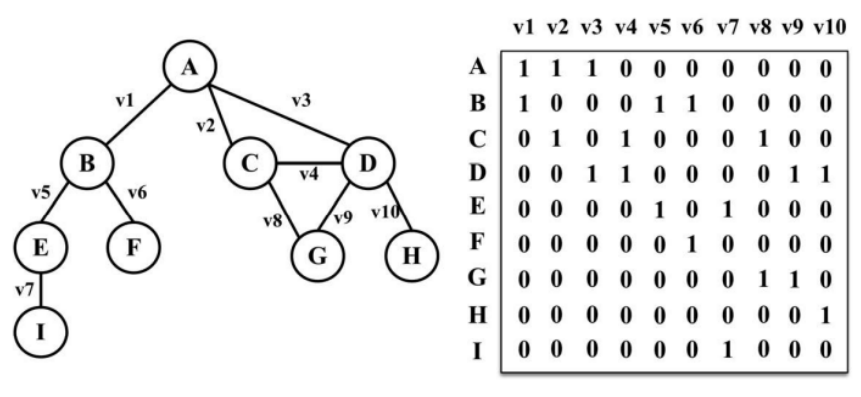 A
v1
v3
v2
B
C
D
v4
v5
v6
v8
v9
v10
E
F
G
H
v7
I
v1 v2 v3 v4 v5 v6 v7 v8 v9 v10
A 1 1 1 0 0 0 0 0 0 0
B 1 0 0 0 1 1 0 0 0 0
C 0 1 0 1 0 0 0 1 0 0
D 0 0 1 1 0 0 0 0 1 1
E 0 0 0 0 1 0 1 0 0 0
F 0 0 0 0 0 1 0 0 0 0
G 0 0 0 0 0 0 0 1 1 0
H 0 0 0 0 0 0 0 0 0 1
I 0 0 0 0 0 0 1 0 0 0